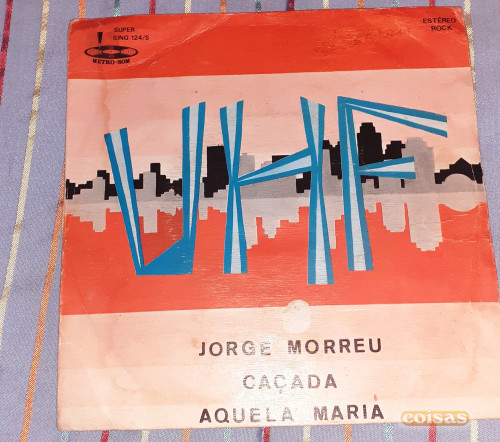 SUPER
SING 124/S
METRO-SOM
ESTÉREO
ROCK
UHF
JORGE MORREU
CAÇADA
AQUELA MARIA
coisas